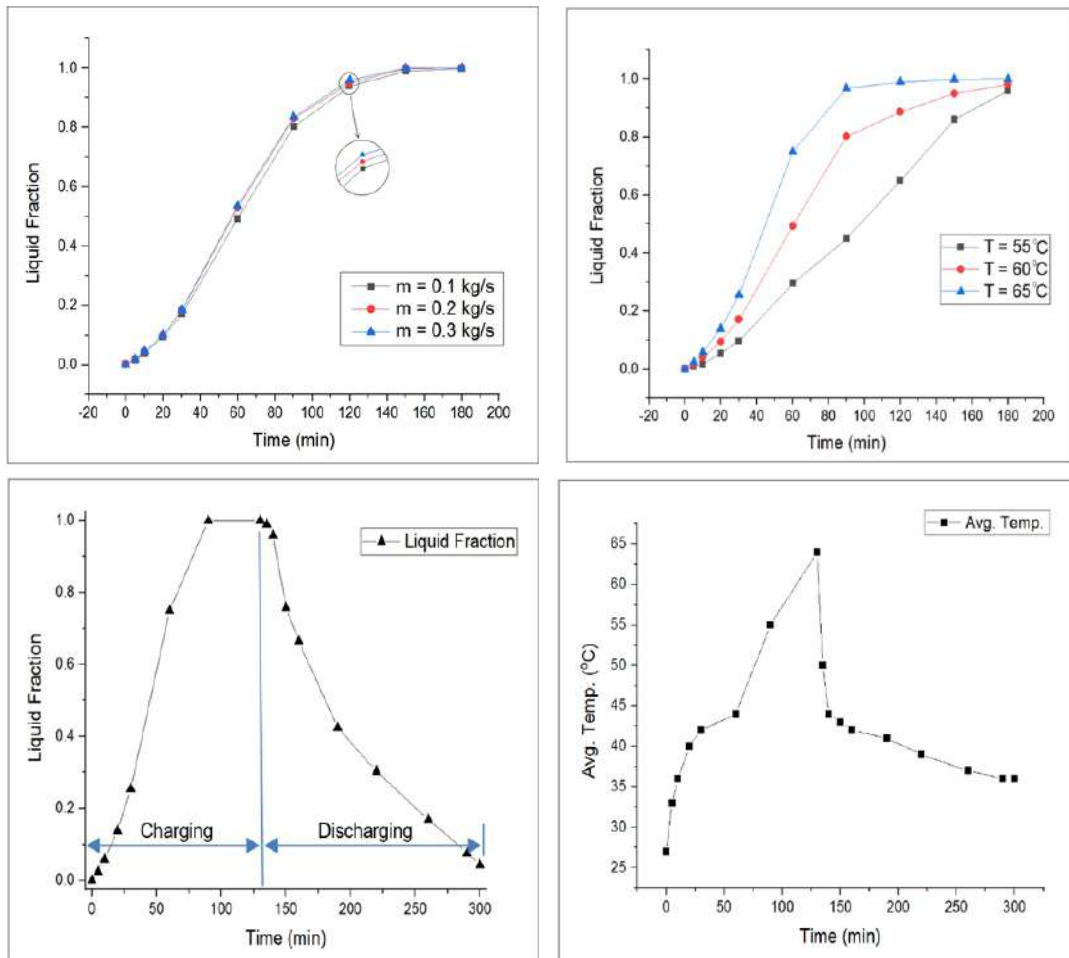 1.0
0.8
0.6
0.4
0.2
0.0
Liquid Fraction
m = 0.1 kg/s
m = 0.2 kg/s
m = 0.3 kg/s
-20 0 20 40 60 80 100 120 140 160 180 200
Time (min)
1.0
0.8
0.6
0.4
0.2
0.0
Liquid Fraction
T = 55°C
T = 60°C
T = 65°C
-20 0 20 40 60 80 100 120 140 160 180 200
Time (min)
1.0
0.8
0.6
0.4
0.2
0.0
Liquid Fraction
Liquid Fraction
Charging
Discharging
0 50 100 150 200 250 300
Time (min)
65
60
55
50
45
40
35
30
25
Avg. Temp. (°C)
Avg. Temp.
0 50 100 150 200 250 300
Time (min)